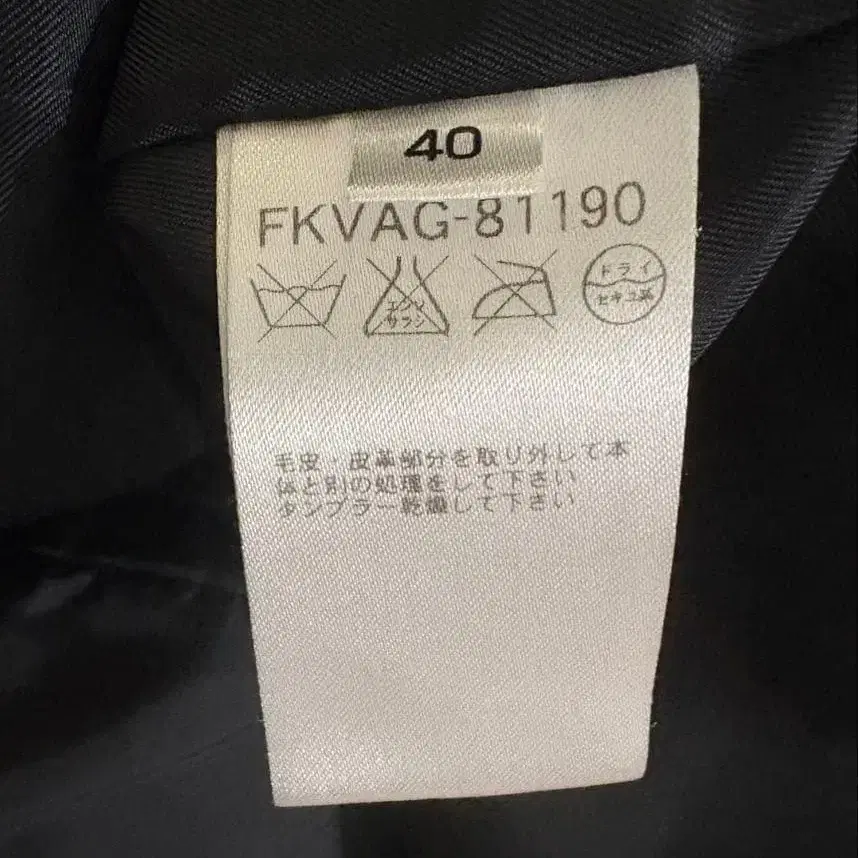 40
FKVAG-81190
エンソ
サラシ
ドライ
セキユ系
毛皮・皮革部分を取り外して本
体と別の処理をして下さい
タンブラー乾燥して下さい